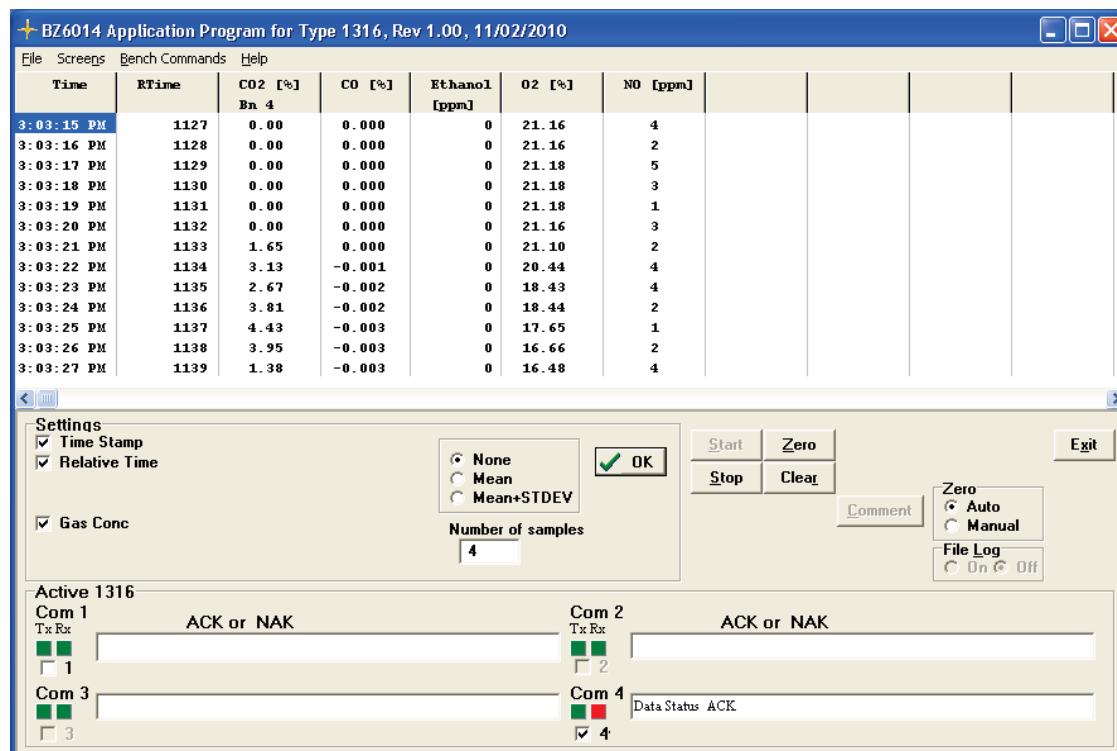 BZ6014 Application Program for Type 1316, Rev 1.00, 11/02/2010
File Screens Bench Commands Help
Time RTime CO2 [%] CO [%] Ethanol O2 [%] NO [ppm]
Bn 4 [ppm]
3:03:15 PM 1127 0.00 0.000 0 21.16 4
3:03:16 PM 1128 0.00 0.000 0 21.16 2
3:03:17 PM 1129 0.00 0.000 0 21.18 5
3:03:18 PM 1130 0.00 0.000 0 21.18 3
3:03:19 PM 1131 0.00 0.000 0 21.18 1
3:03:20 PM 1132 0.00 0.000 0 21.16 3
3:03:21 PM 1133 1.65 0.000 0 21.10 2
3:03:22 PM 1134 3.13 -0.001 0 20.44 4
3:03:23 PM 1135 2.67 -0.002 0 18.43 4
3:03:24 PM 1136 3.81 -0.002 0 18.44 2
3:03:25 PM 1137 4.43 -0.003 0 17.65 1
3:03:26 PM 1138 3.95 -0.003 0 16.66 2
3:03:27 PM 1139 1.38 -0.003 0 16.48 4
Settings
Time Stamp
Relative Time
Gas Conc
None
Mean
Mean+STDEV
OK
Number of samples
4
Start Zero
Stop Clear
Comment
Exit
Zero
Auto
Manual
File Log
On Off
Active 1316
Com 1
Tx Rx
ACK or NAK
1
Com 2
Tx Rx
ACK or NAK
2
Com 3
3
Com 4
Data Status ACK
4